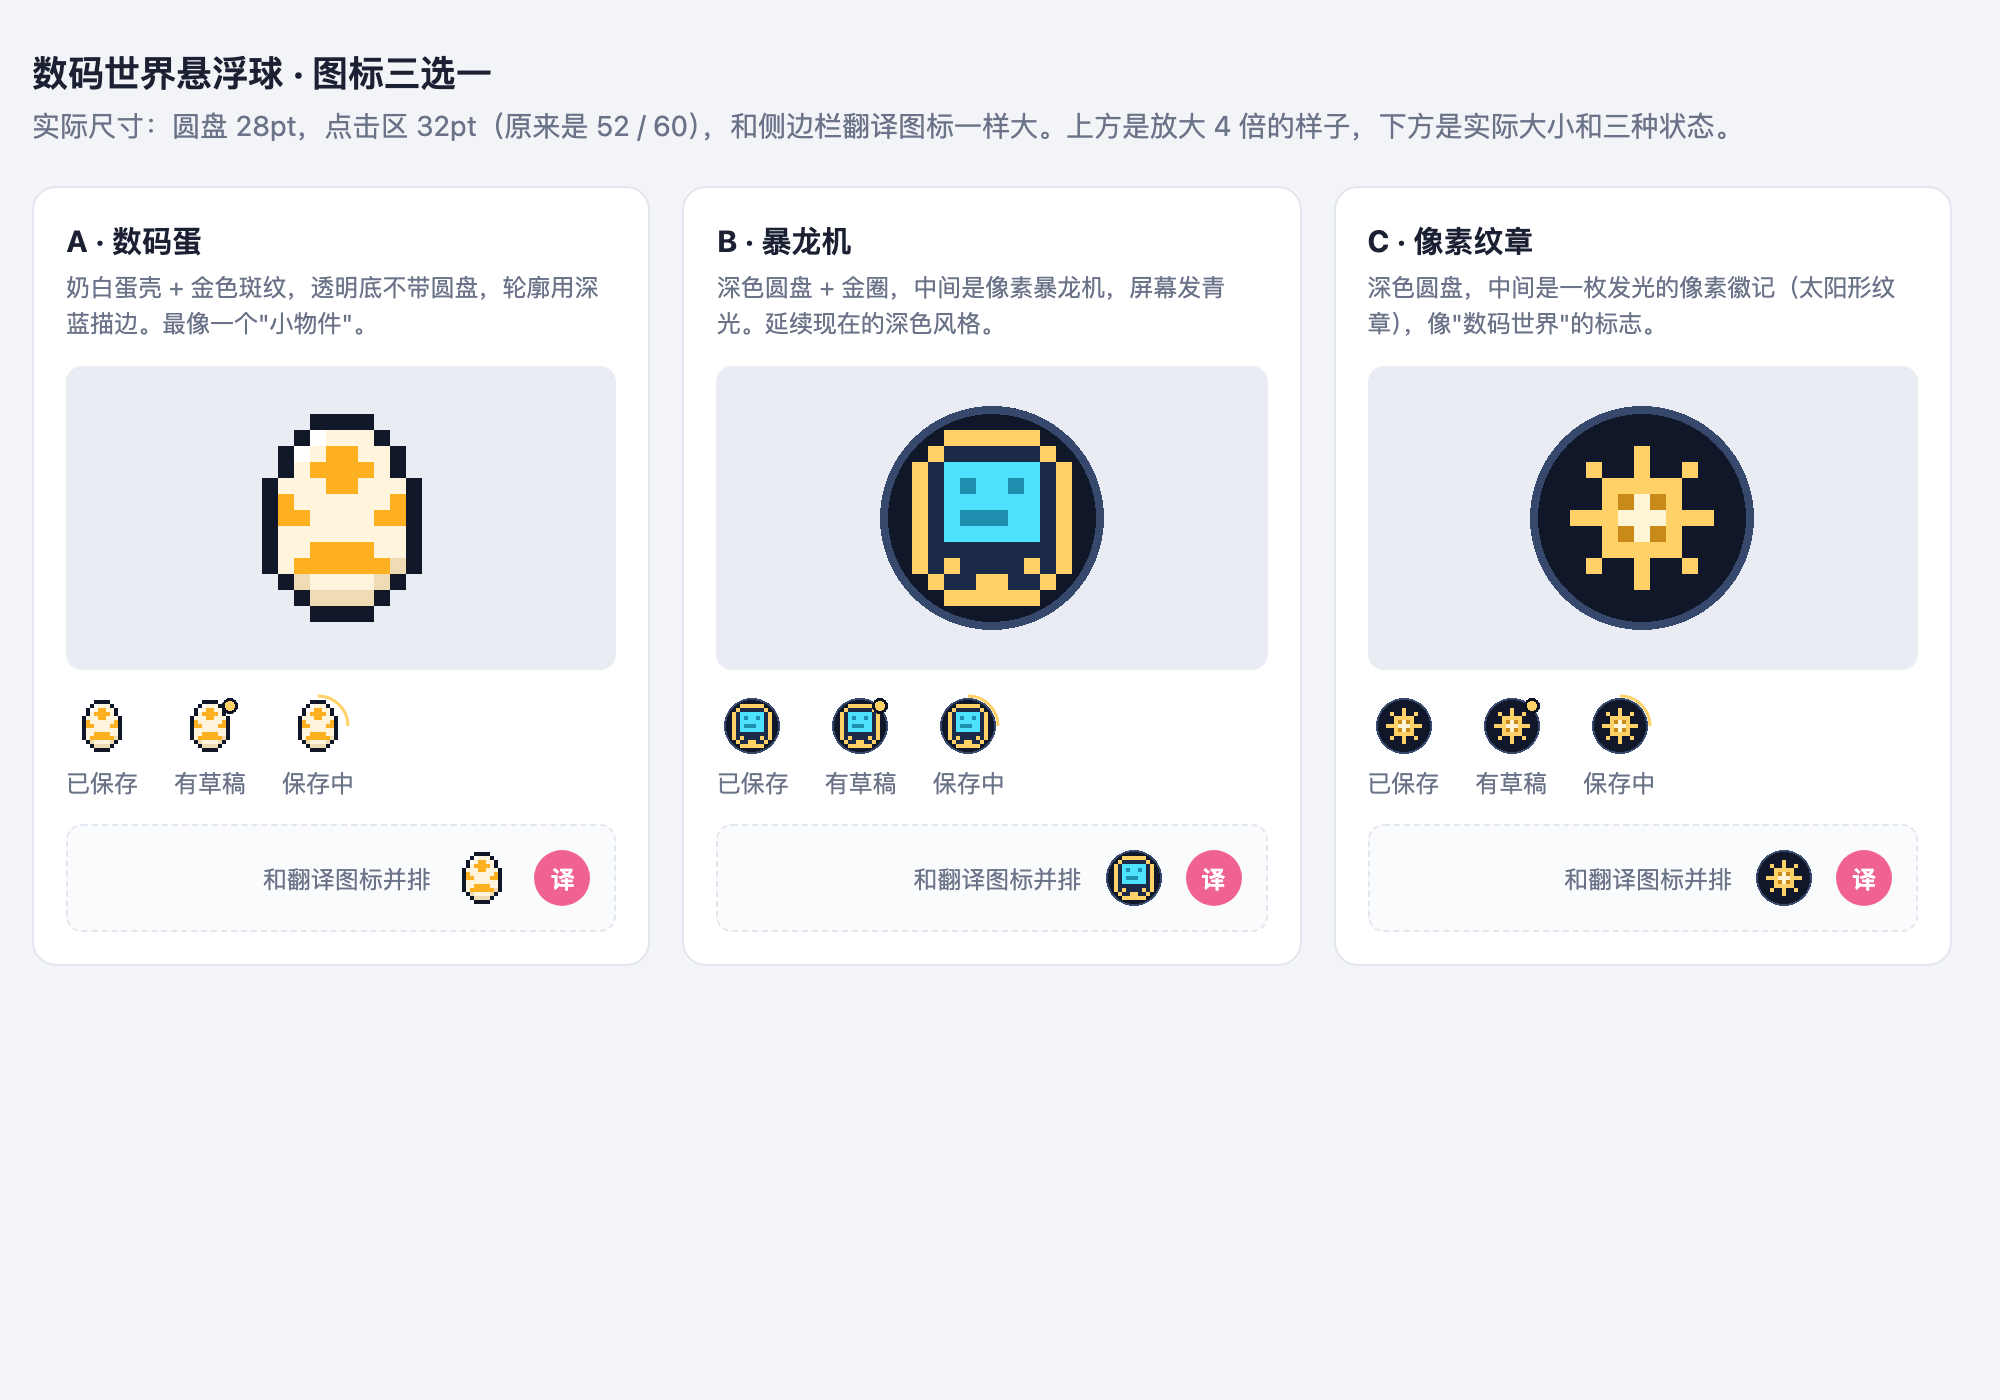 数码世界悬浮球 · 图标三选一
实际尺寸：圆盘 28pt，点击区 32pt（原来是 52 / 60），和侧边栏翻译图标一样大。上方是放大 4 倍的样子，下方是实际大小和三种状态。
A · 数码蛋
奶白蛋壳 + 金色斑纹，透明底不带圆盘，轮廓用深
蓝描边。最像一个"小物件"。
已保存
有草稿
保存中
和翻译图标并排
译
B · 暴龙机
深色圆盘 + 金圈，中间是像素暴龙机，屏幕发青
光。延续现在的深色风格。
已保存
有草稿
保存中
和翻译图标并排
译
C · 像素纹章
深色圆盘，中间是一枚发光的像素徽记（太阳形纹
章），像"数码世界"的标志。
已保存
有草稿
保存中
和翻译图标并排
译